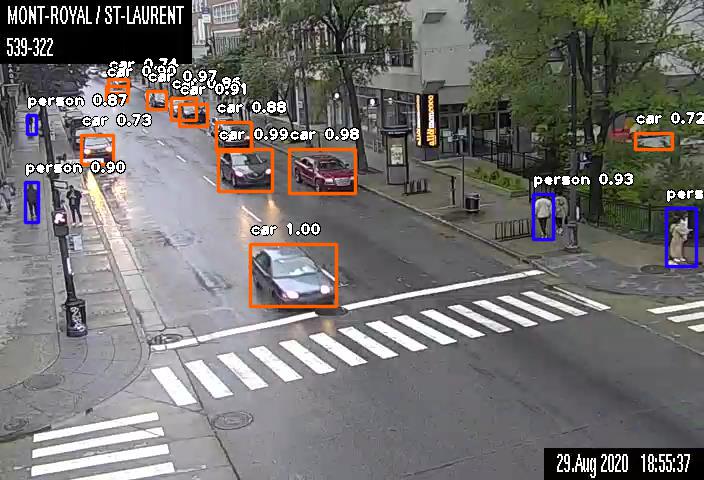 MONT-ROYAL / ST-LAURENT
539-322
car 0.74
car 0.90
car 0.97
car 0.91
person 0.87
car 0.73
car 0.88
car 0.99
car 0.98
car 0.72
person 0.90
person 0.93
pers
car 1.00
29.Aug 2020 18:55:37